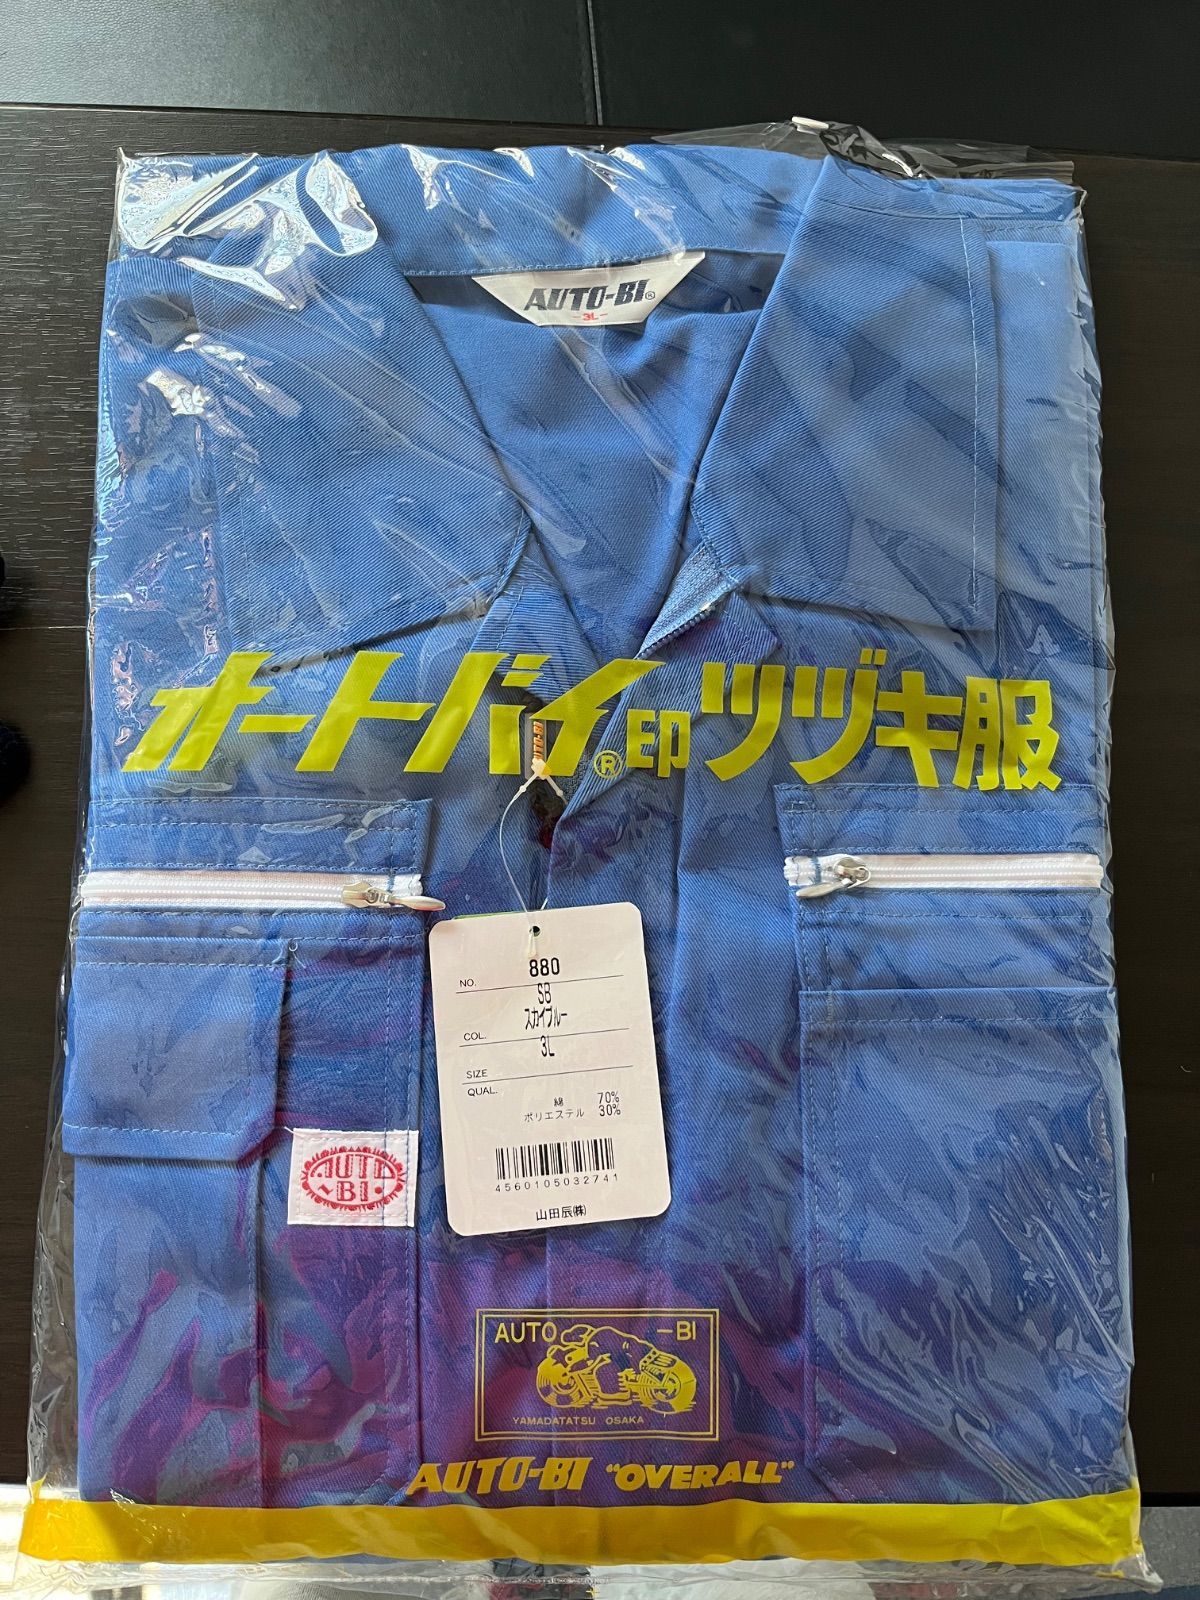 AUTO-BI®
-3L-
オートバイ®印ツヅキ服
AUTO-BI
NO. 880
SB
スカイブルー
COL.
3L
SIZE
QUAL.
綿 70%
ポリエステル 30%
4560105032741
山田辰㈱
AUTO
-BI-
AUTO -BI
YAMADATATSU OSAKA
AUTO-BI "OVERALL"